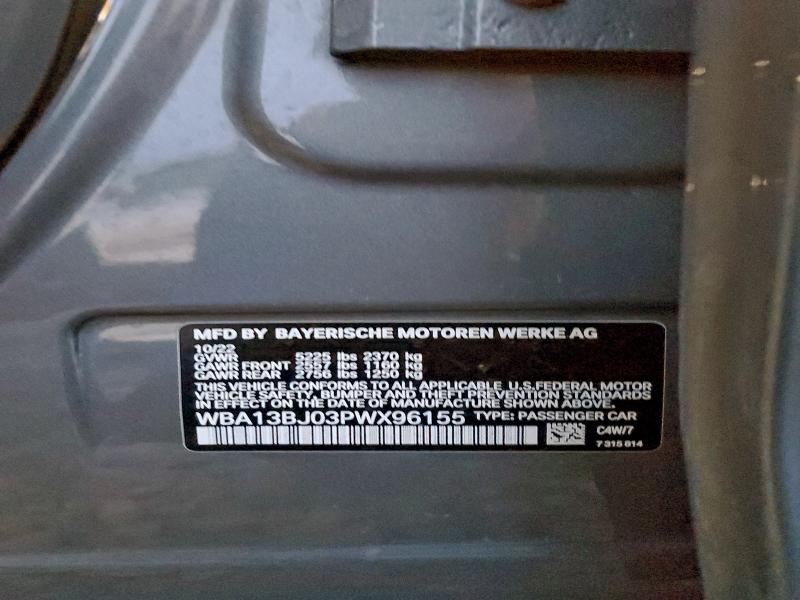 MFD BY BAYERISCHE MOTOREN WERKE AG
10/22
GVWR 5225 lbs 2370 kg
GAWR FRONT 2557 lbs 1160 kg
GAWR REAR 2756 lbs 1250 kg
THIS VEHICLE CONFORMS TO ALL APPLICABLE U.S.FEDERAL MOTOR
VEHICLE SAFETY, BUMPER AND THEFT PREVENTION STANDARDS
IN EFFECT ON THE DATE OF MANUFACTURE SHOWN ABOVE.
WBA13BJ03PWX96155 TYPE: PASSENGER CAR
C4W/7
7 315 814